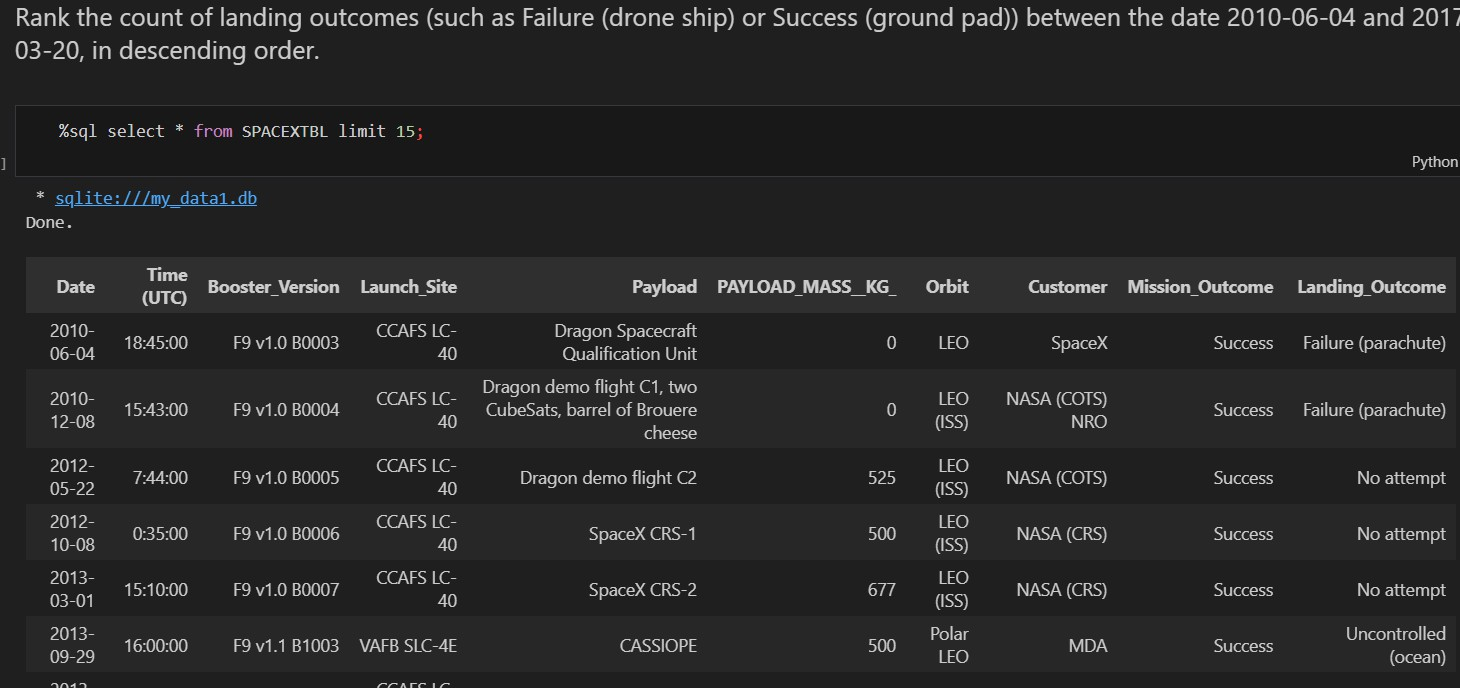 Rank the count of landing outcomes (such as Failure (drone ship) or Success (ground pad)) between the date 2010-06-04 and 2017
03-20, in descending order.
%sql select * from SPACEXTBL limit 15;
]
Python
* sqlite:///my_data1.db
Done.
Date Time (UTC) Booster_Version Launch_Site Payload PAYLOAD_MASS__KG_ Orbit Customer Mission_Outcome Landing_Outcome
2010-06-04 18:45:00 F9 v1.0 B0003 CCAFS LC-40 Dragon Spacecraft Qualification Unit 0 LEO SpaceX Success Failure (parachute)
2010-12-08 15:43:00 F9 v1.0 B0004 CCAFS LC-40 Dragon demo flight C1, two CubeSats, barrel of Brouere cheese 0 LEO (ISS) NASA (COTS) NRO Success Failure (parachute)
2012-05-22 7:44:00 F9 v1.0 B0005 CCAFS LC-40 Dragon demo flight C2 525 LEO (ISS) NASA (COTS) Success No attempt
2012-10-08 0:35:00 F9 v1.0 B0006 CCAFS LC-40 SpaceX CRS-1 500 LEO (ISS) NASA (CRS) Success No attempt
2013-03-01 15:10:00 F9 v1.0 B0007 CCAFS LC-40 SpaceX CRS-2 677 LEO (ISS) NASA (CRS) Success No attempt
2013-09-29 16:00:00 F9 v1.1 B1003 VAFB SLC-4E CASSIOPE 500 Polar LEO MDA Success Uncontrolled (ocean)